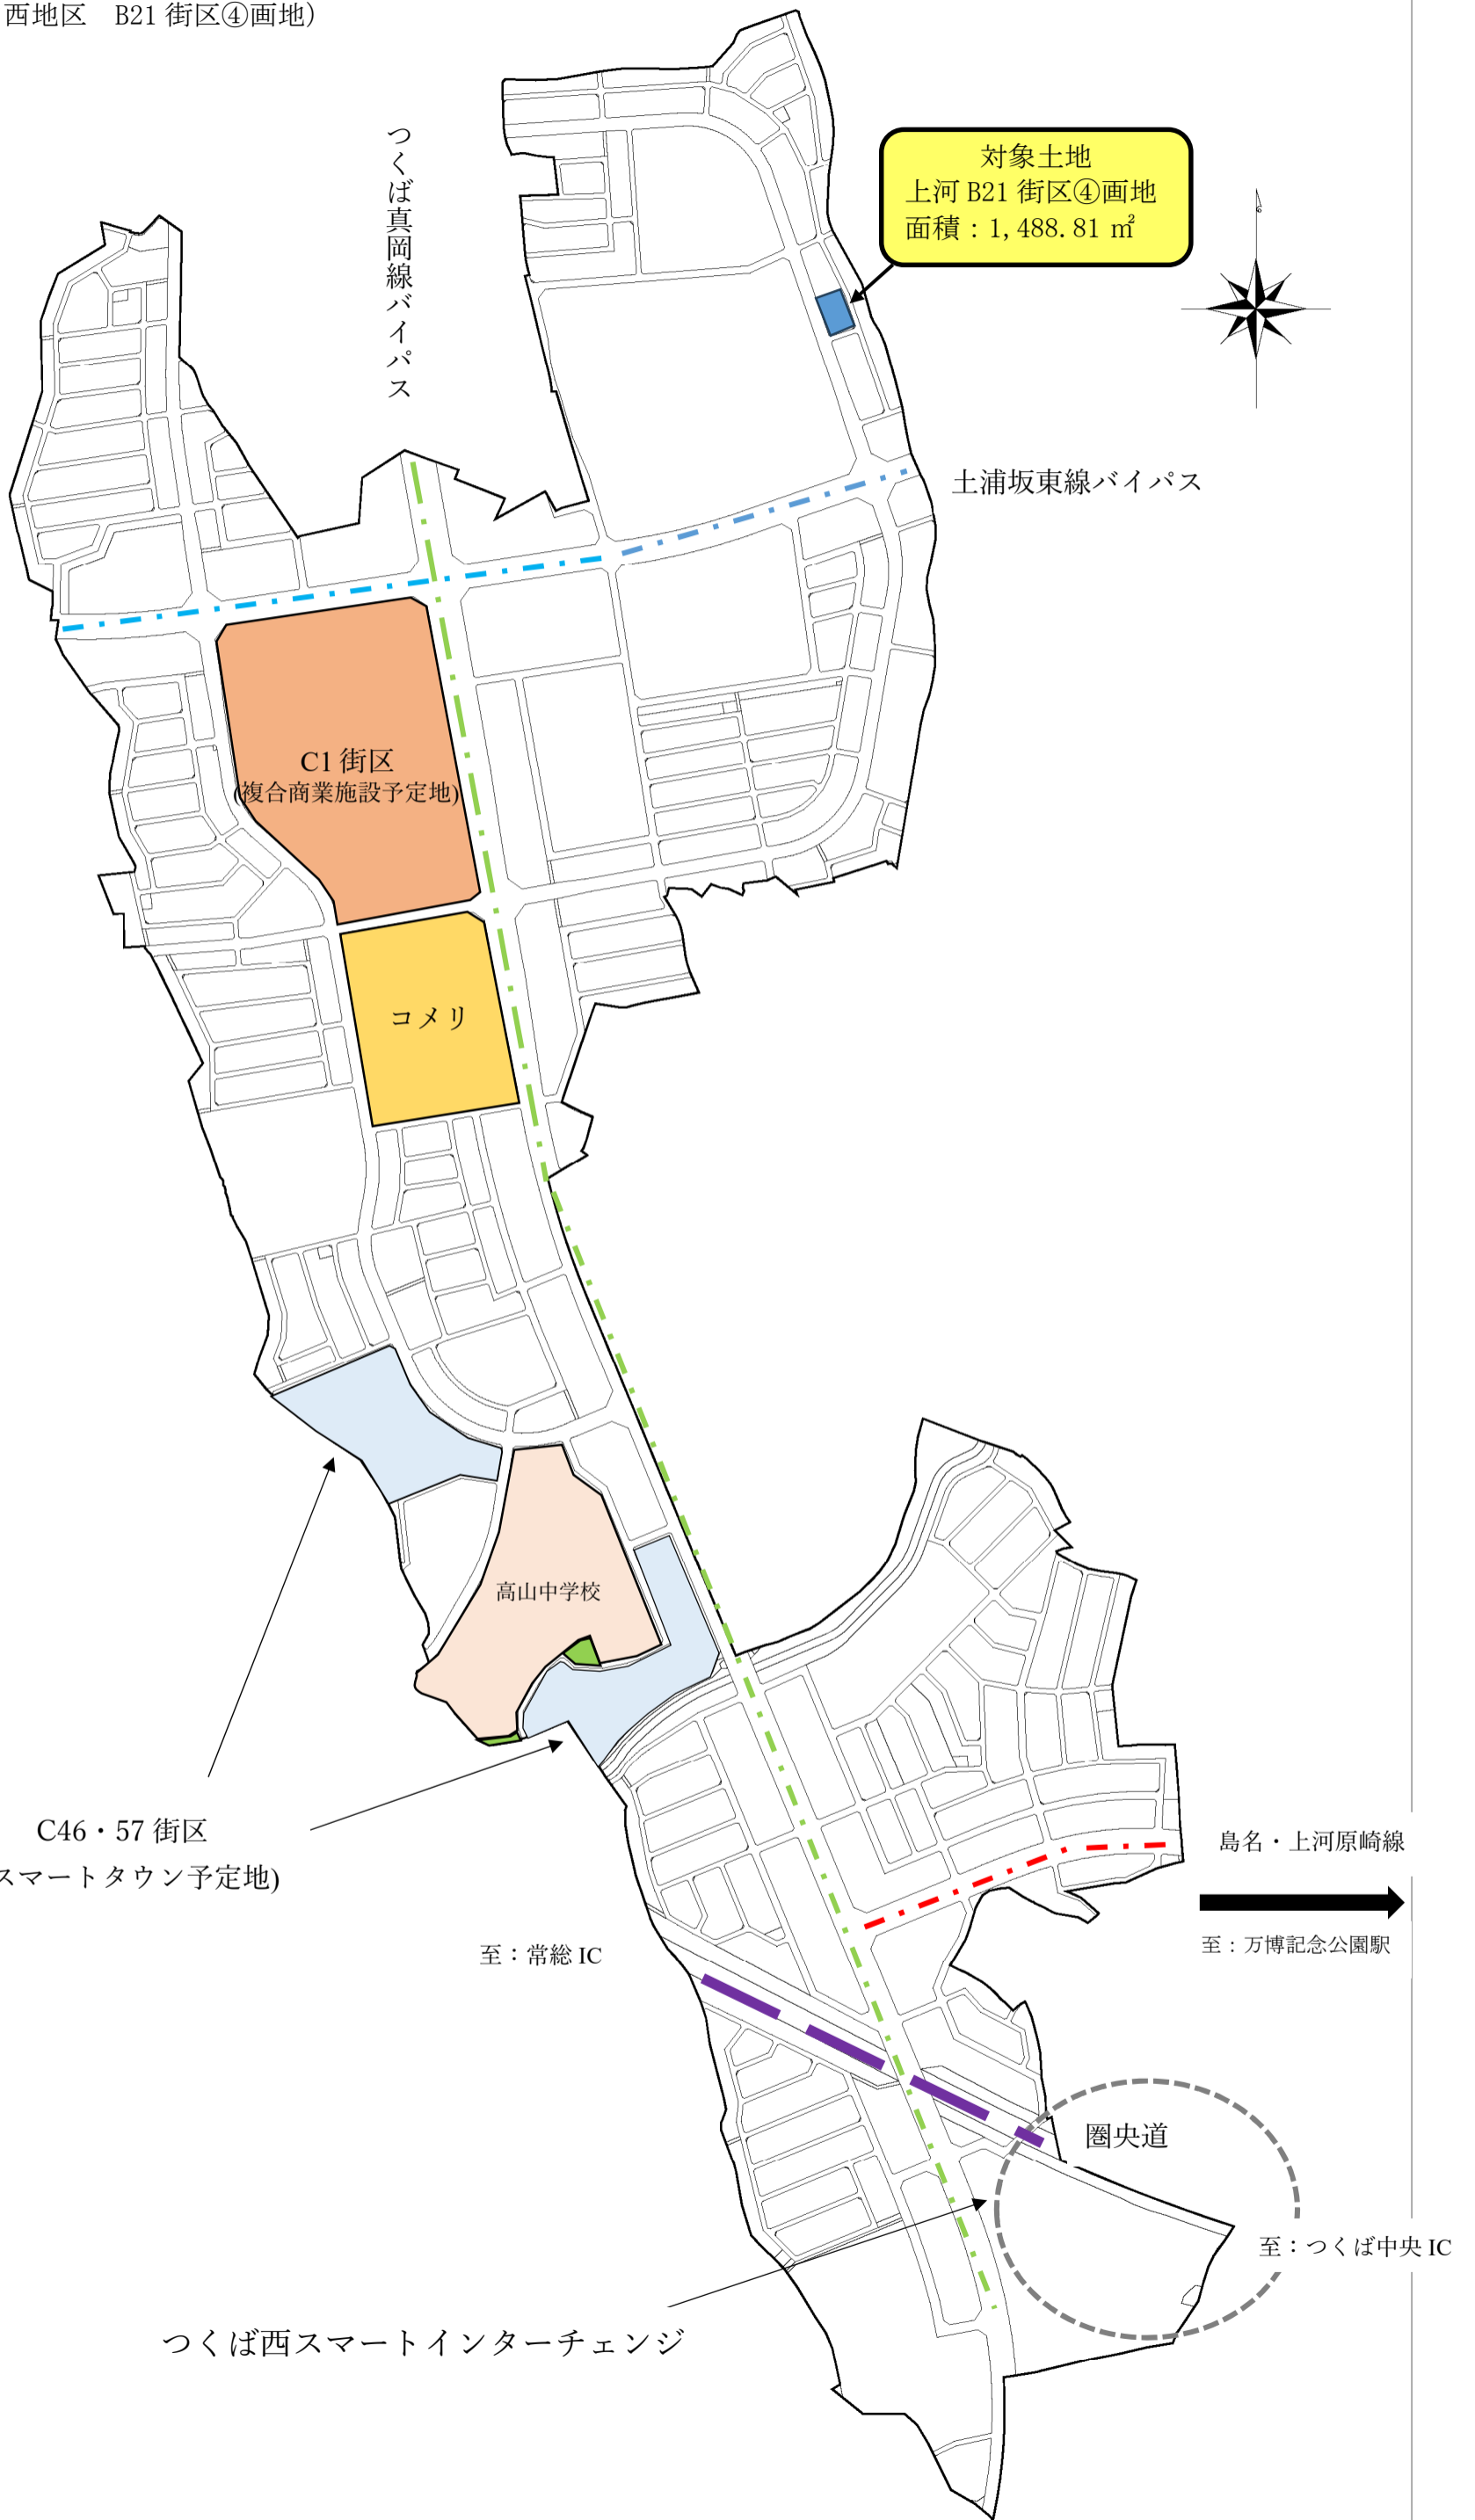 西地区　B21 街区④画地）
つくば真岡線バイパス
対象土地
上河 B21 街区④画地
面積：1,488.81 ㎡
土浦坂東線バイパス
C1 街区
(複合商業施設予定地)
コメリ
高山中学校
C46・57 街区
スマートタウン予定地)
島名・上河原崎線
至：常総 IC
至：万博記念公園駅
圏央道
至：つくば中央 IC
つくば西スマートインターチェンジ